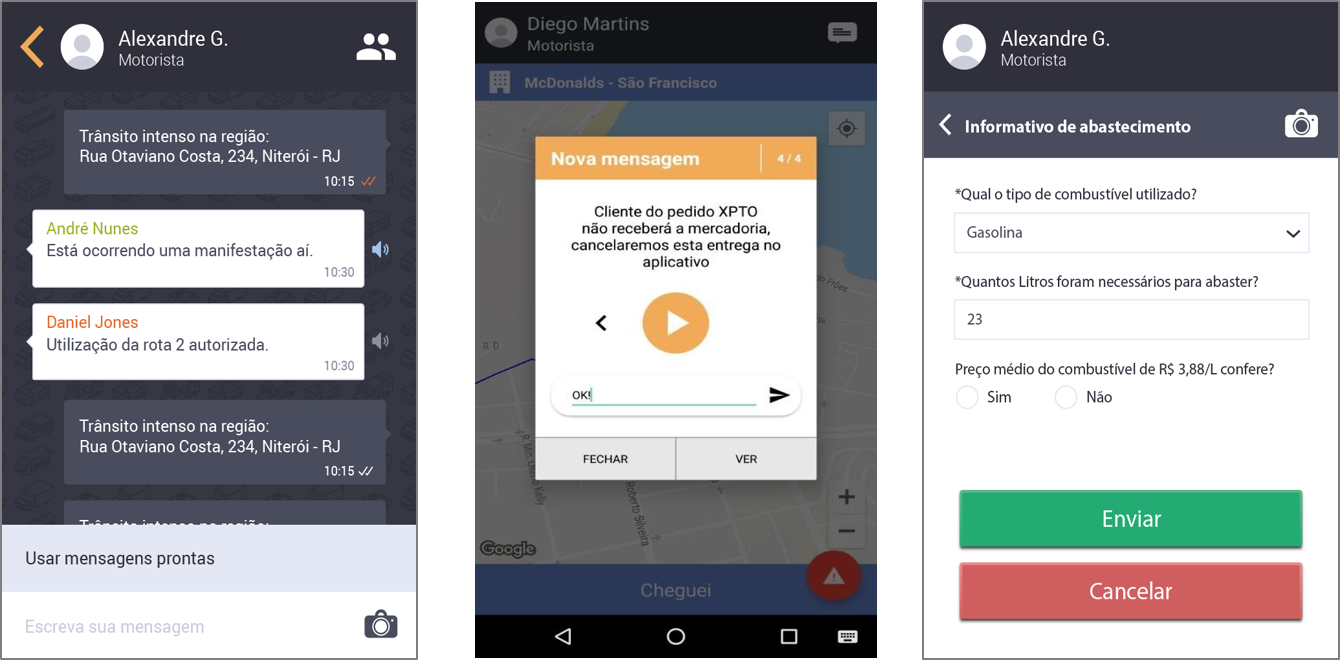 Alexandre G.
Motorista
Trânsito intenso na região:
Rua Otaviano Costa, 234, Niterói - RJ
10:15
André Nunes
Está ocorrendo uma manifestação aí.
10:30
Daniel Jones
Utilização da rota 2 autorizada.
10:30
Trânsito intenso na região:
Rua Otaviano Costa, 234, Niterói - RJ
10:15
Trânsito intenso na região:
Usar mensagens prontas
Escreva sua mensagem
Diego Martins
Motorista
McDonalds - São Francisco
Nova mensagem
4 / 4
Cliente do pedido XPTO
não receberá a mercadoria,
cancelaremos esta entrega no
aplicativo
OK!
FECHAR
VER
do Fróes
R. D
Kelly
Roberto Silveira
Google
Cheguei
Alexandre G.
Motorista
Informativo de abastecimento
*Qual o tipo de combustível utilizado?
Gasolina
*Quantos Litros foram necessários para abaster?
23
Preço médio do combustível de R$ 3,88/L confere?
Sim
Não
Enviar
Cancelar